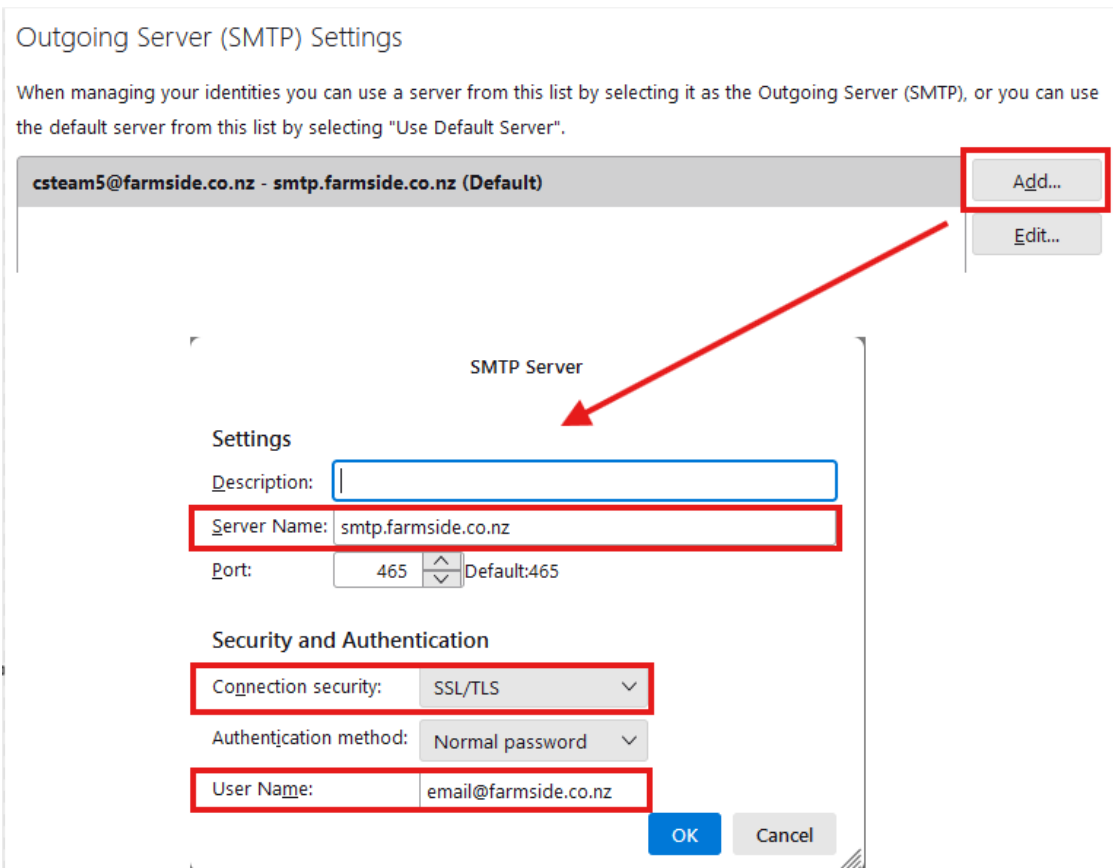 Outgoing Server (SMTP) Settings
When managing your identities you can use a server from this list by selecting it as the Outgoing Server (SMTP), or you can use
the default server from this list by selecting "Use Default Server".
csteam5@farmside.co.nz - smtp.farmside.co.nz (Default)
Add...
Edit...
SMTP Server
Settings
Description:
Server Name: smtp.farmside.co.nz
Port: 465 Default:465
Security and Authentication
Connection security: SSL/TLS
Authentication method: Normal password
User Name: email@farmside.co.nz
OK Cancel